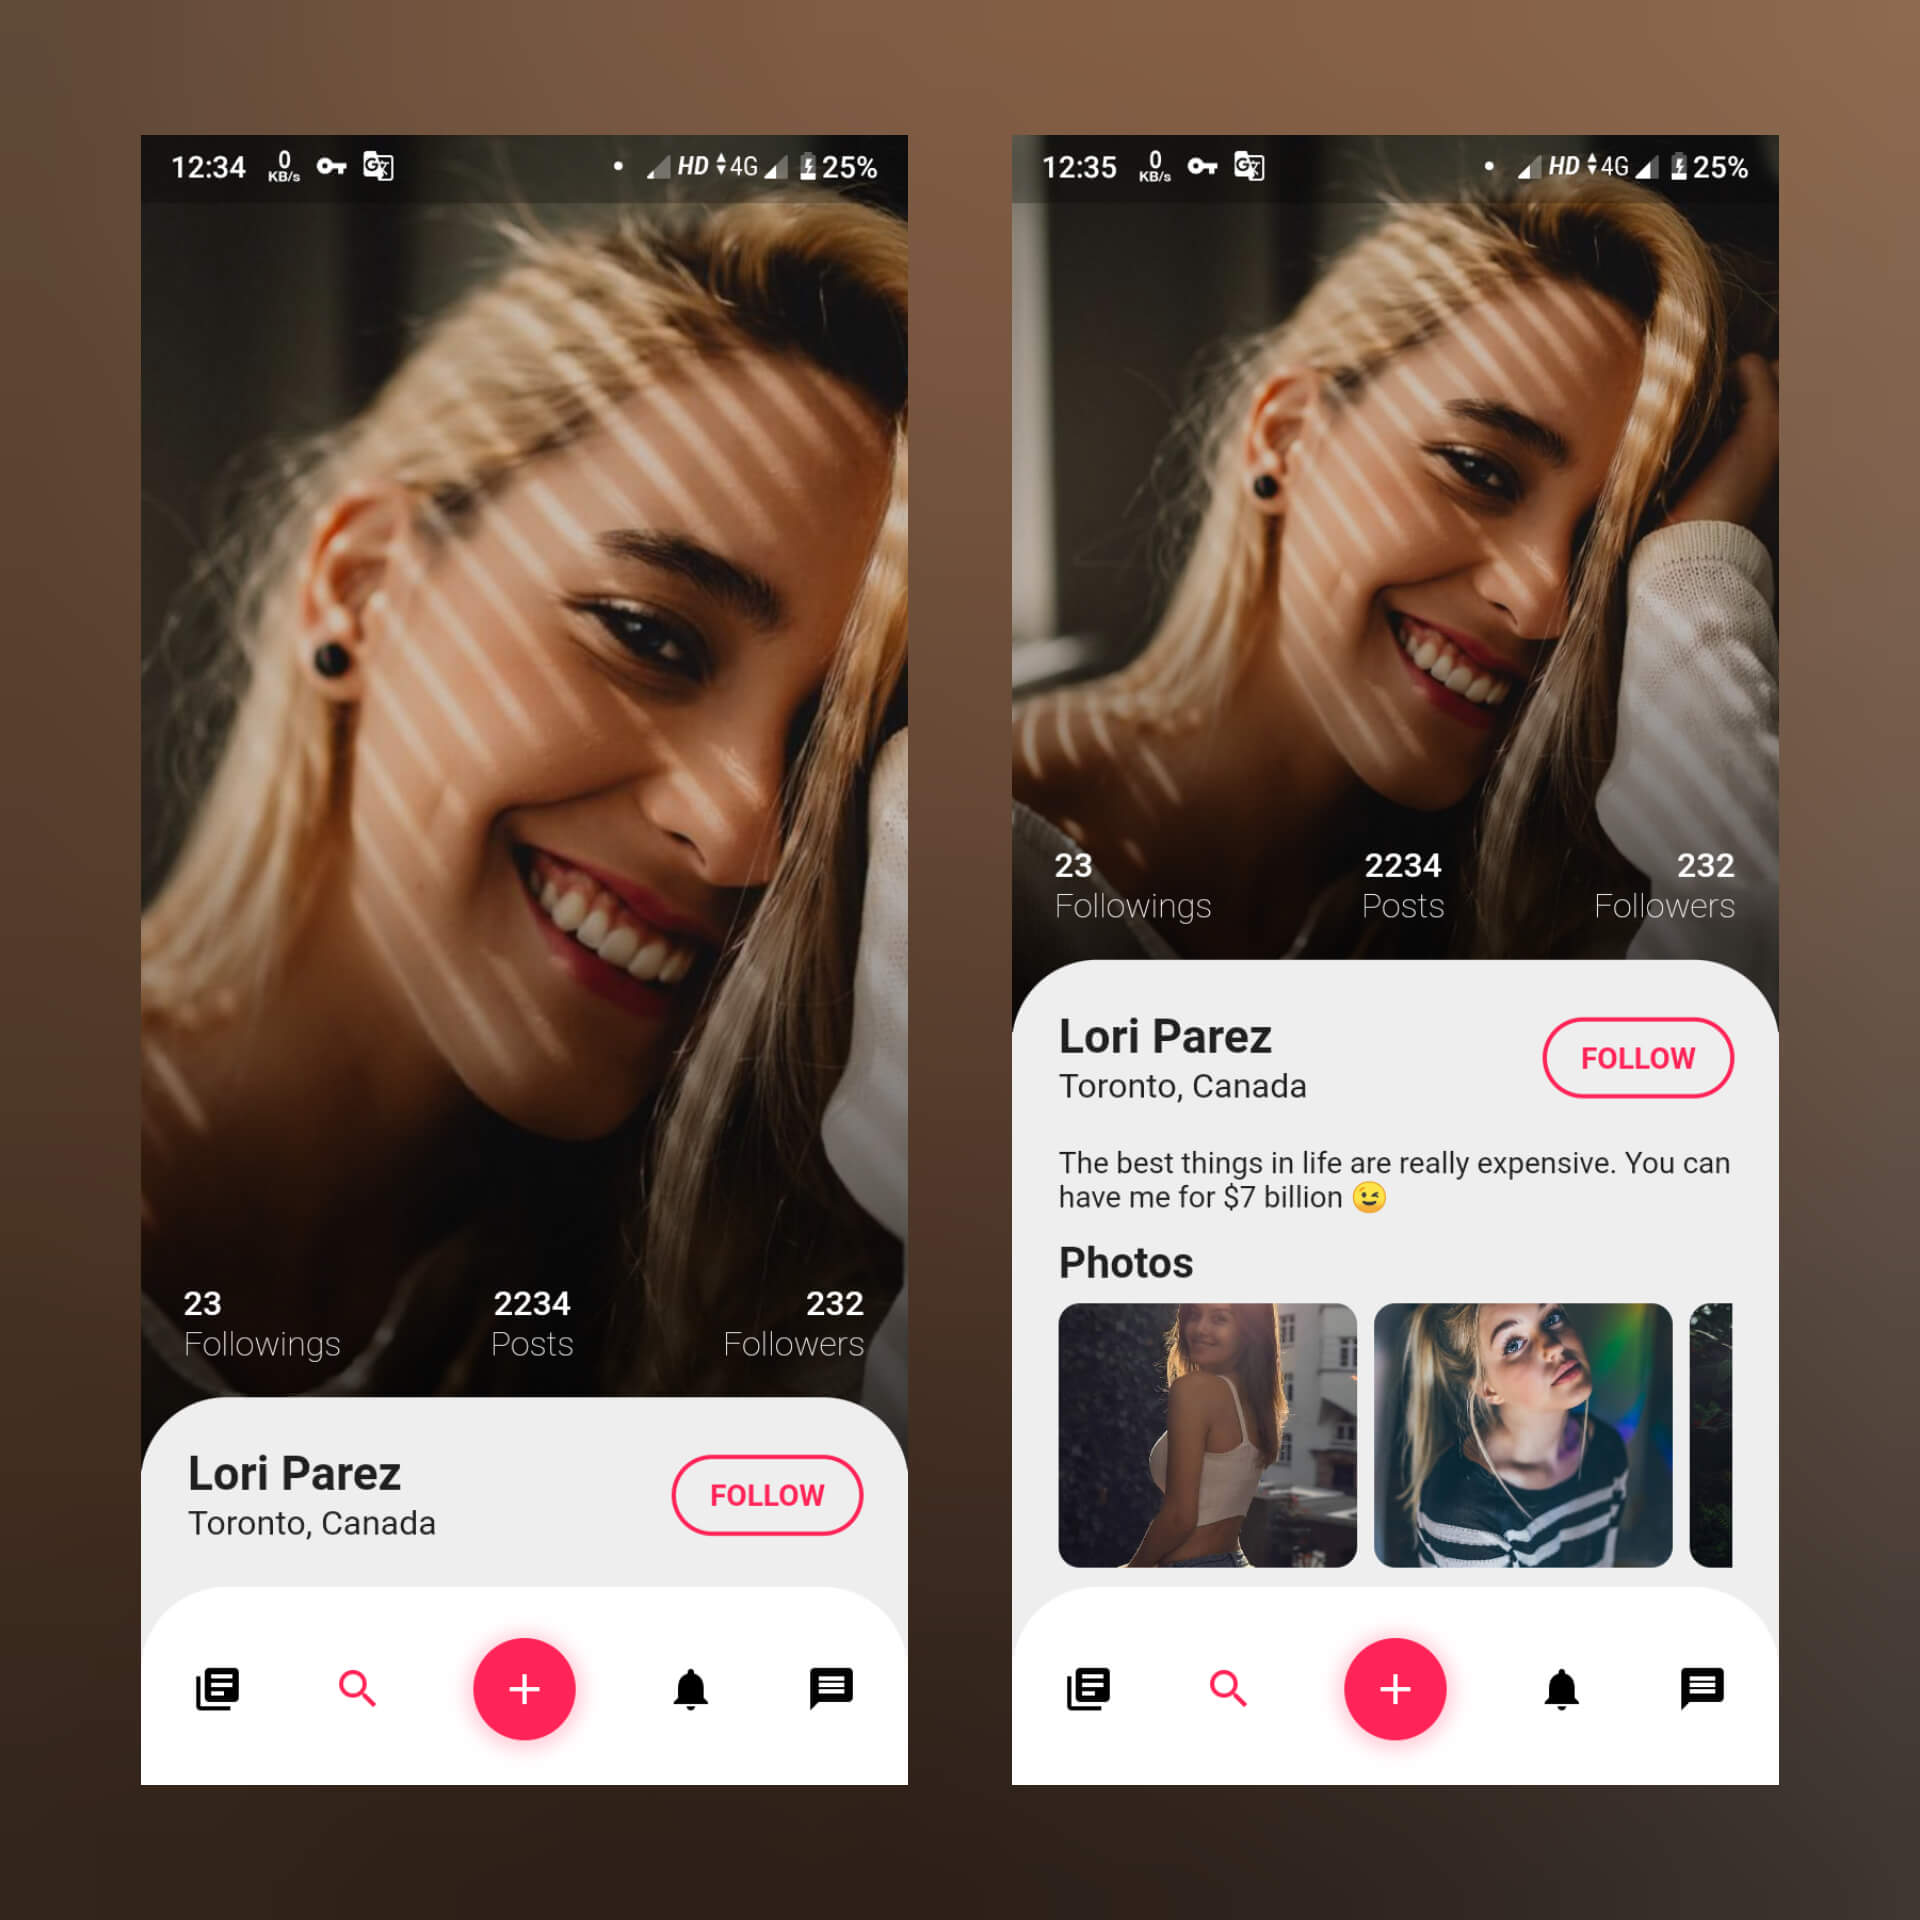 12:34 0 KB/s HD 4G 25%
23 2234 232
Followings Posts Followers
Lori Parez
FOLLOW
Toronto, Canada
12:35 0 KB/s HD 4G 25%
23 2234 232
Followings Posts Followers
Lori Parez
FOLLOW
Toronto, Canada
The best things in life are really expensive. You can
have me for $7 billion 😉
Photos